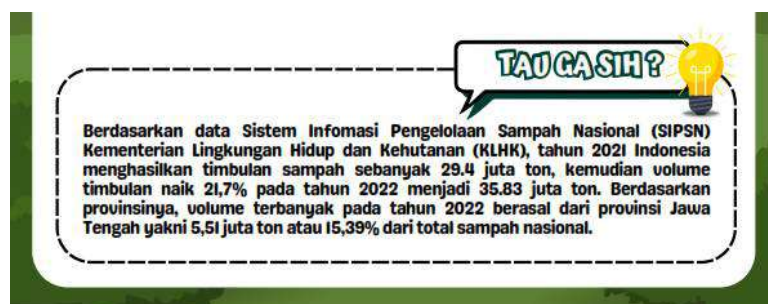 TAU GA SIH?
Berdasarkan data Sistem Infomasi Pengelolaan Sampah Nasional (SIPSN)
Kementerian Lingkungan Hidup dan Kehutanan (KLHK), tahun 2021 Indonesia
menghasilkan timbulan sampah sebanyak 29.4 juta ton, kemudian volume
timbulan naik 21,7% pada tahun 2022 menjadi 35.83 juta ton. Berdasarkan
provinsinya, volume terbanyak pada tahun 2022 berasal dari provinsi Jawa
Tengah yakni 5,51 juta ton atau 15,39% dari total sampah nasional.